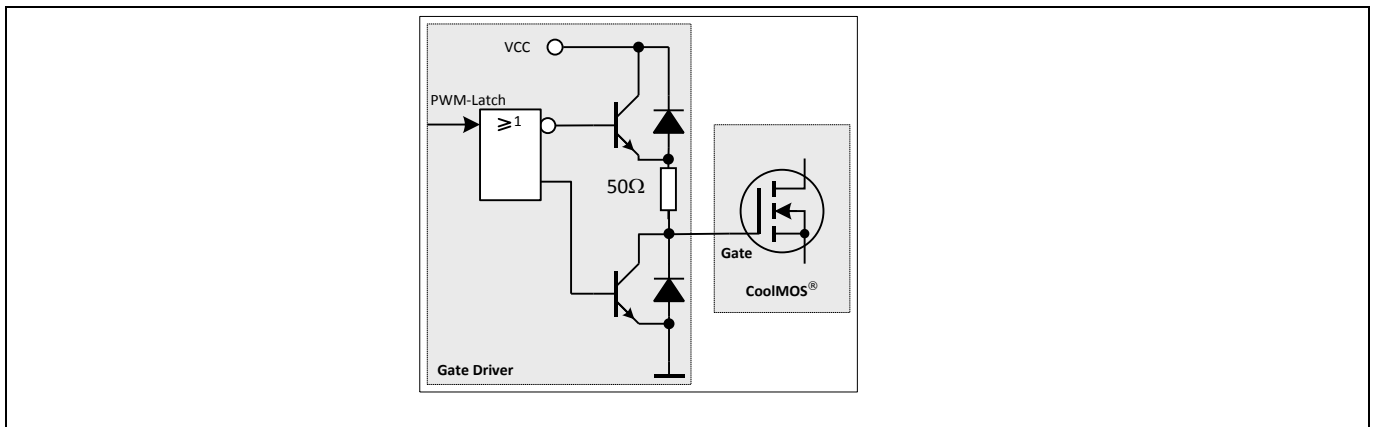 VCC
PWM-Latch
≥1
50Ω
Gate
CoolMOS®
Gate Driver